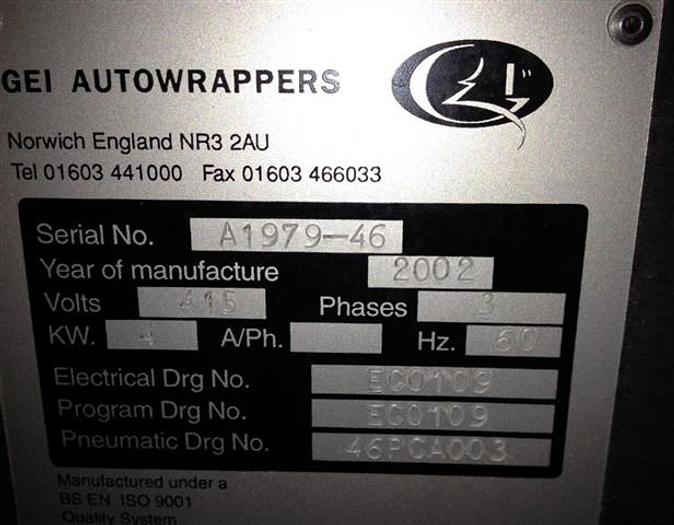 GEI AUTOWRAPPERS
Norwich England NR3 2AU
Tel 01603 441000 Fax 01603 466033
Serial No. A1979-46
Year of manufacture 2002
Volts 415 Phases 3
KW. 4 A/Ph. Hz. 60
Electrical Drg No. EC0109
Program Drg No. EC0109
Pneumatic Drg No. 46PCA003
Manufactured under a
BS EN ISO 9001
Quality System